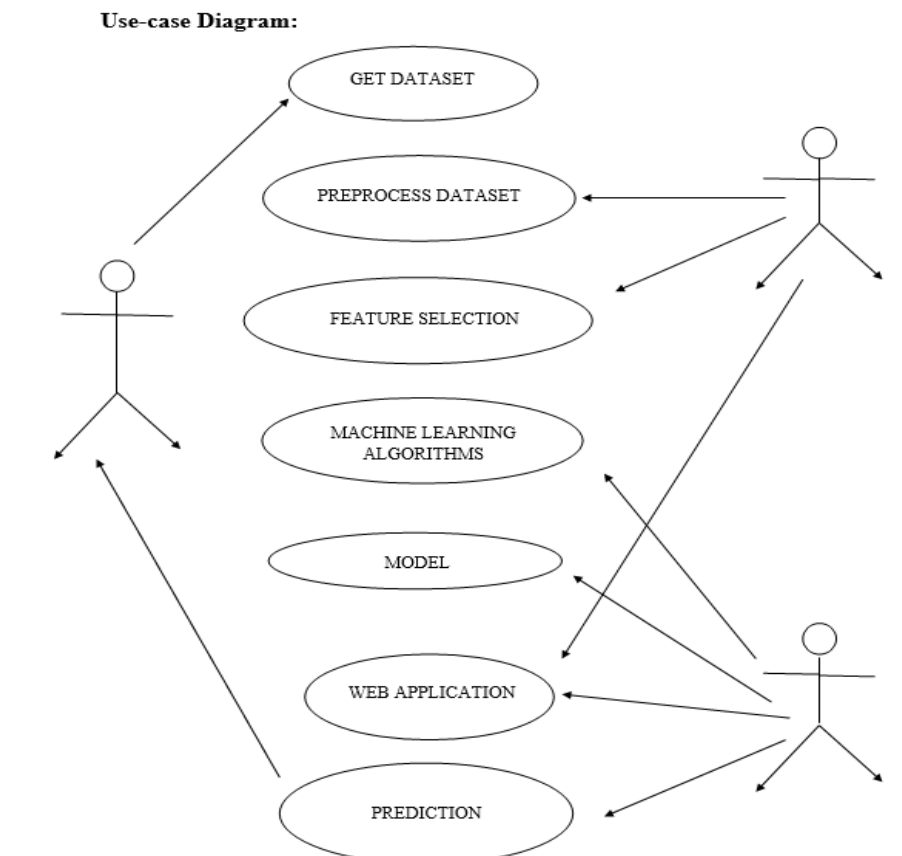 Use-case Diagram:
GET DATASET
PREPROCESS DATASET
FEATURE SELECTION
MACHINE LEARNING
ALGORITHMS
MODEL
WEB APPLICATION
PREDICTION